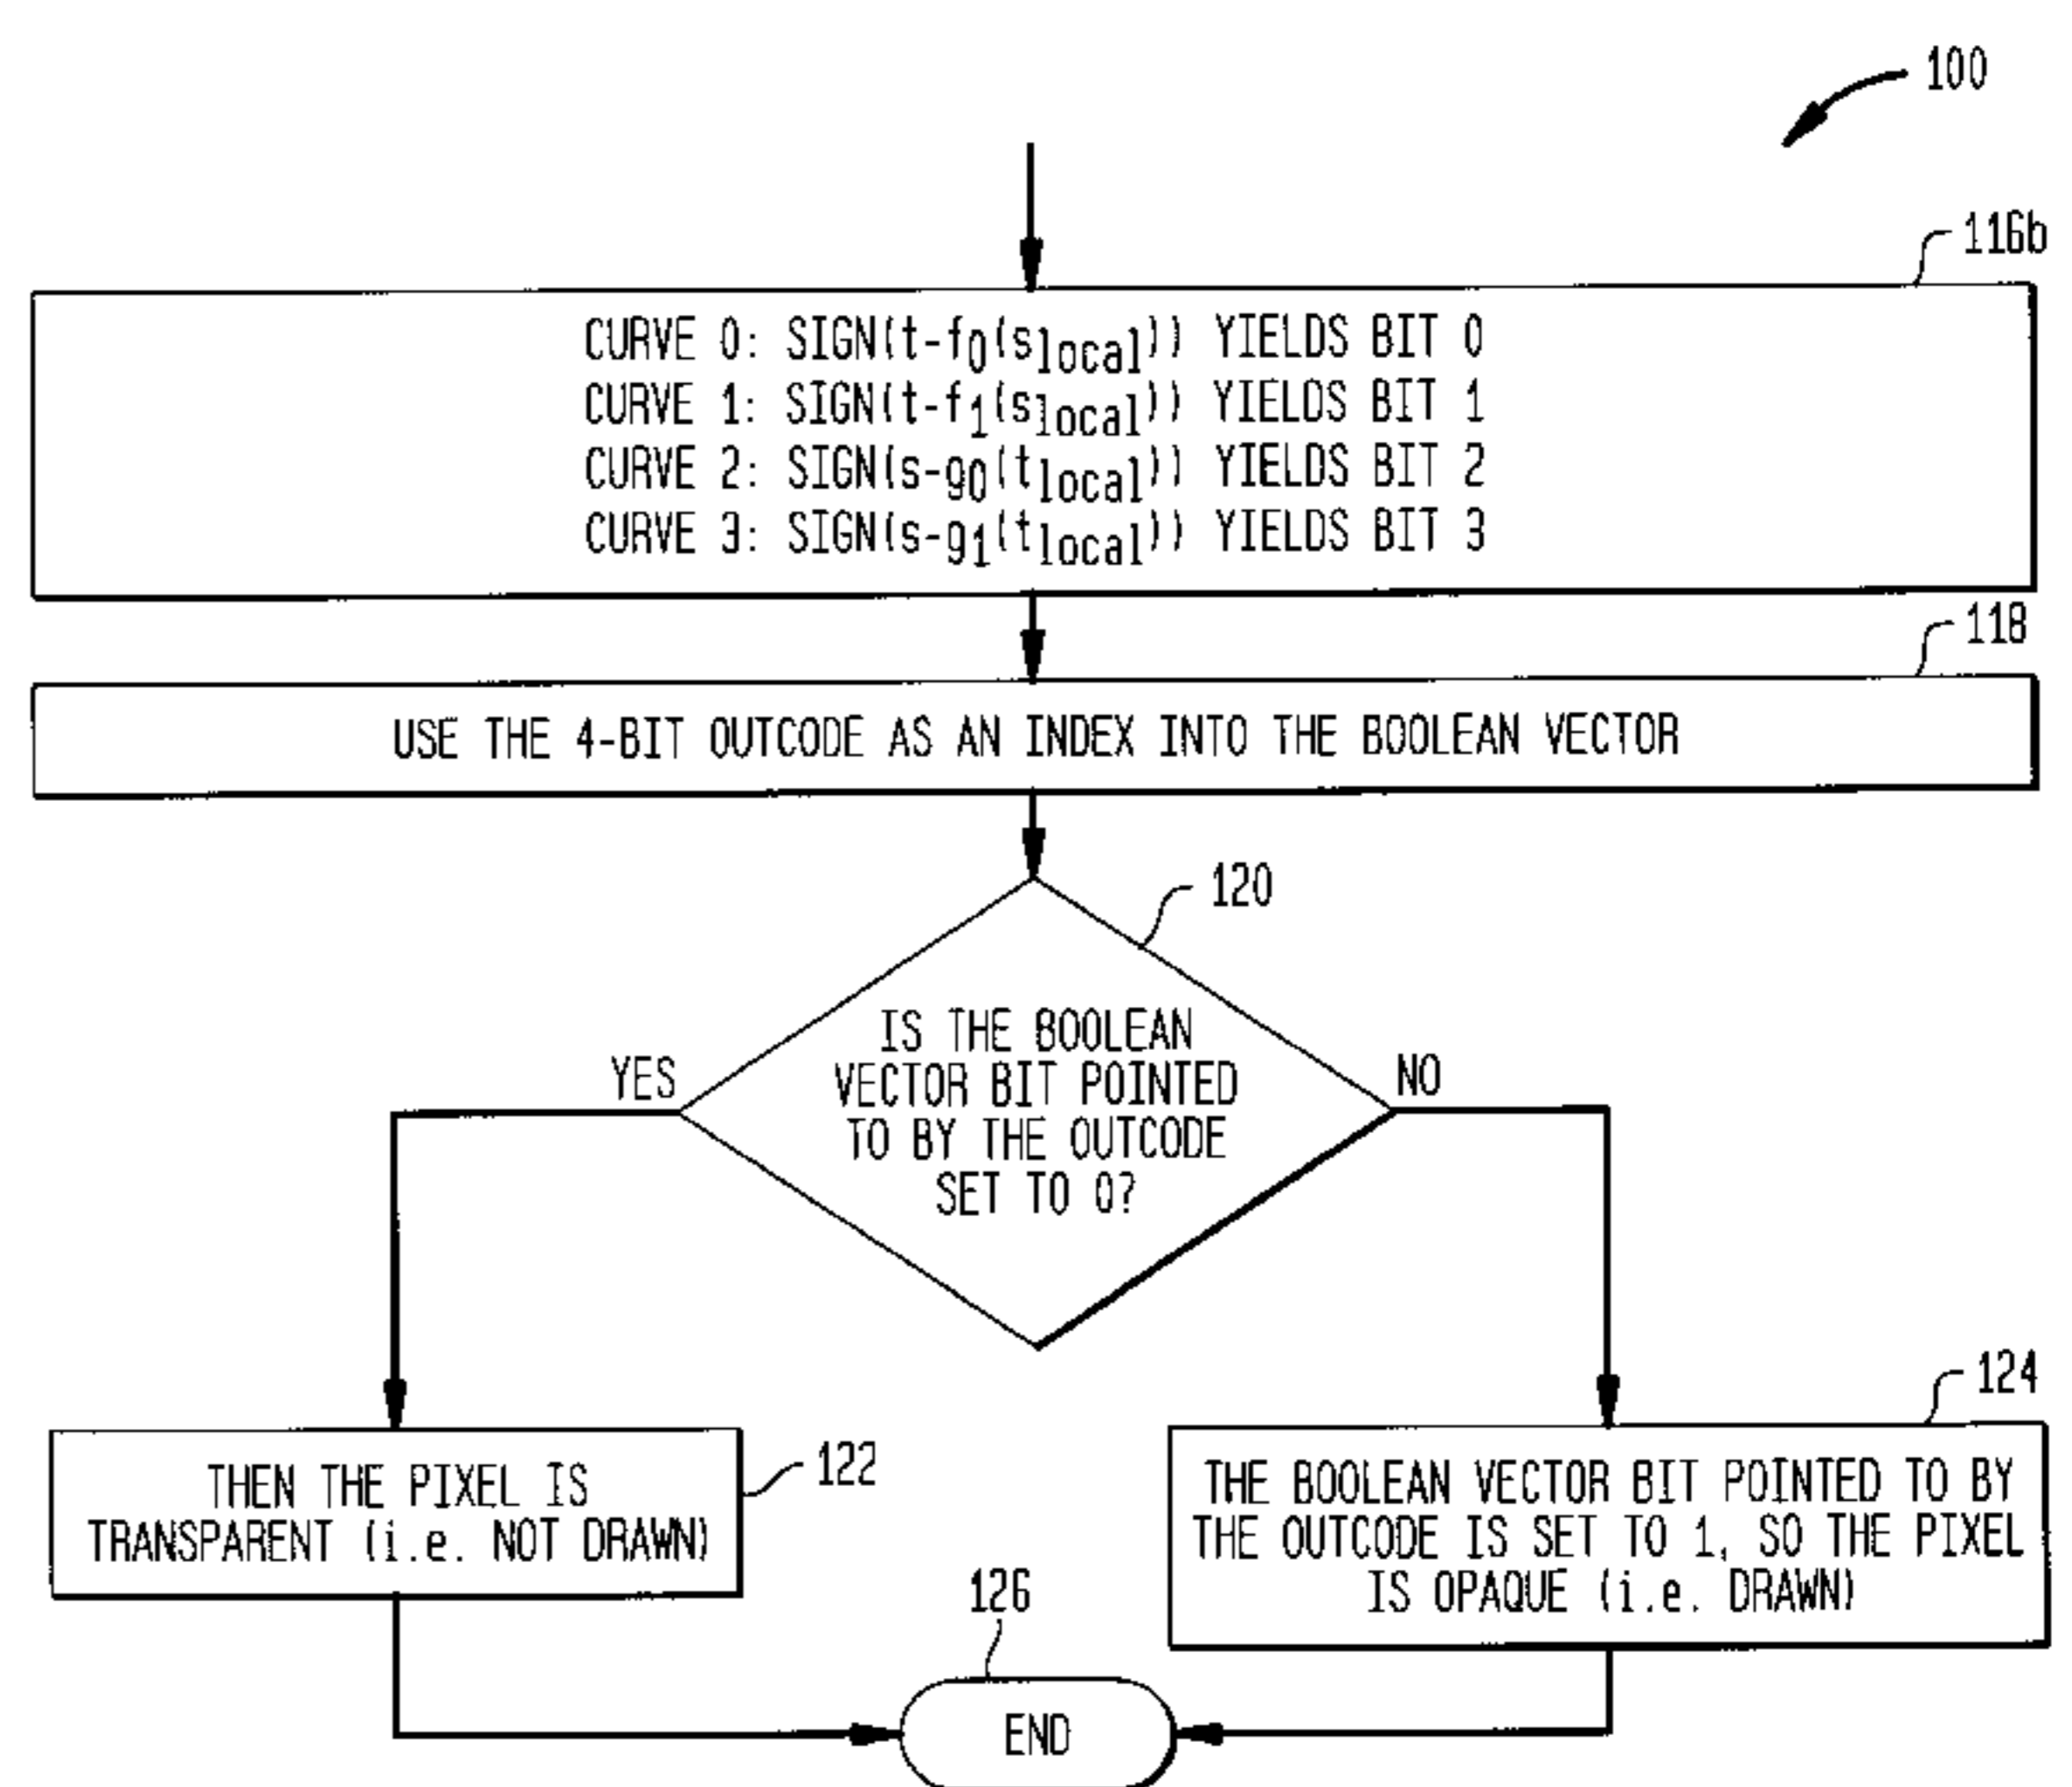 100
116b
CURVE 0: SIGN(t-f0(slocal)) YIELDS BIT 0
CURVE 1: SIGN(t-f1(slocal)) YIELDS BIT 1
CURVE 2: SIGN(s-g0(tlocal)) YIELDS BIT 2
CURVE 3: SIGN(s-g1(tlocal)) YIELDS BIT 3
118
USE THE 4-BIT OUTCODE AS AN INDEX INTO THE BOOLEAN VECTOR
120
IS THE BOOLEAN
VECTOR BIT POINTED
TO BY THE OUTCODE
SET TO 0?
YES
NO
122
THEN THE PIXEL IS
TRANSPARENT (i.e. NOT DRAWN)
124
THE BOOLEAN VECTOR BIT POINTED TO BY
THE OUTCODE IS SET TO 1, SO THE PIXEL
IS OPAQUE (i.e. DRAWN)
126
END